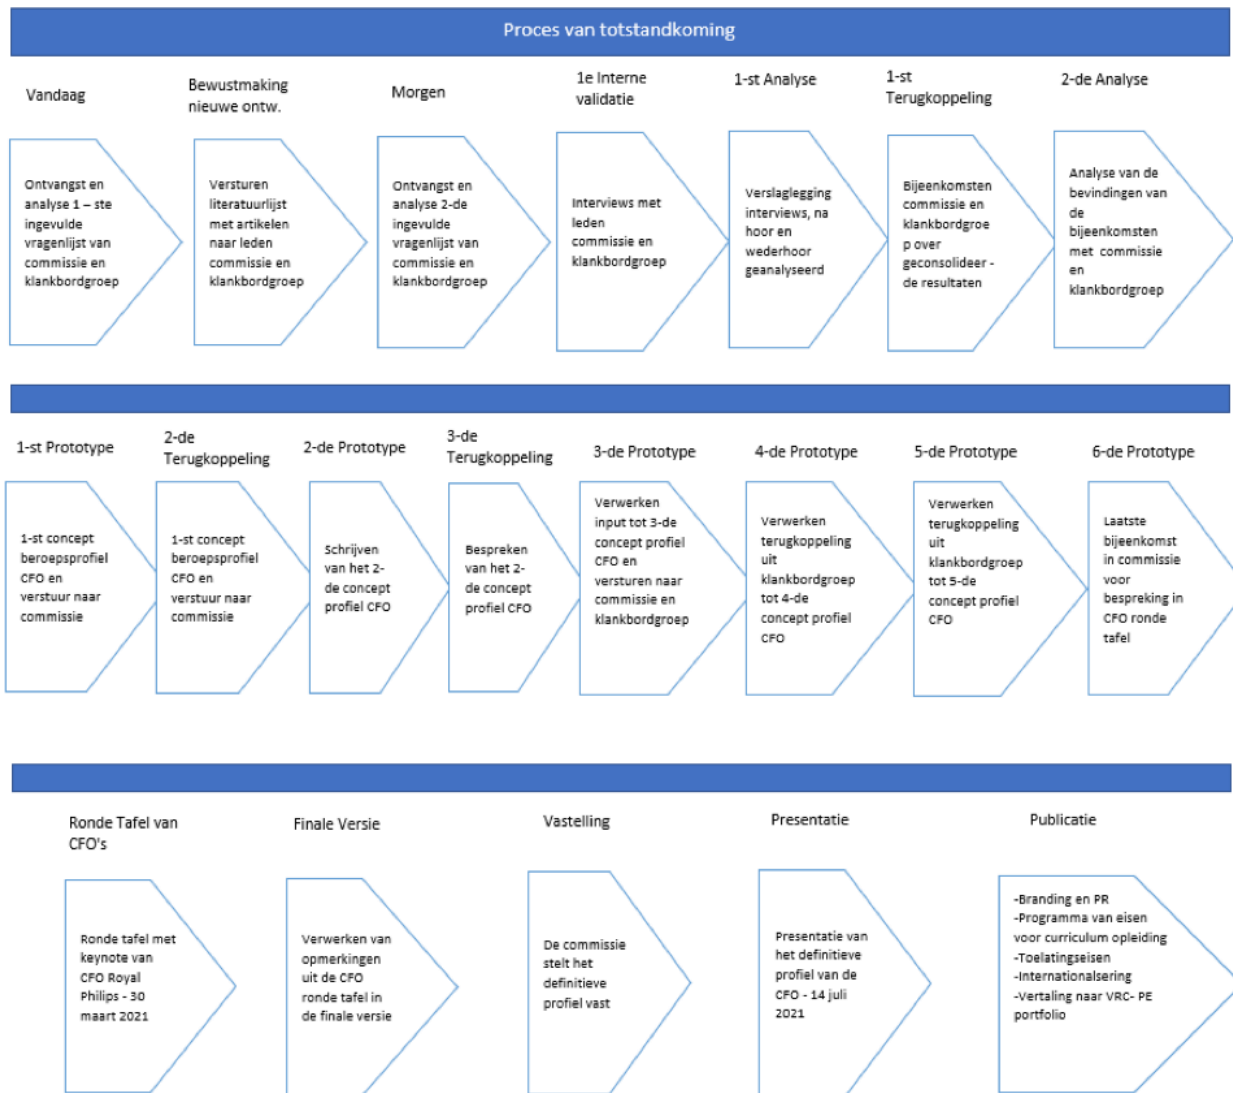 Proces van totstandkoming
Vandaag
Bewustmaking
nieuwe ontw.
Morgen
1e Interne
validatie
1-st Analyse
1-st
Terugkoppeling
2-de Analyse
Ontvangst en
analyse 1 – ste
ingevulde
vragenlijst van
commissie en
klankbordgroep
Versturen
literatuurlijst
met artikelen
naar leden
commissie en
klankbordgroep
Ontvangst en
analyse 2-de
ingevulde
vragenlijst van
commissie en
klankbordgroep
Interviews met
leden
commissie en
klankbordgroep
Verslaglegging
interviews, na
hoor en
wederhoor
geanalyseerd
Bijeenkomsten
commissie en
klankbordgroe
p over
geconsolideer -
de resultaten
Analyse van de
bevindingen van
de
bijeenkomsten
met commissie
en
klankbordgroep
1-st Prototype
2-de
Terugkoppeling
2-de Prototype
3-de
Terugkoppeling
3-de Prototype
4-de Prototype
5-de Prototype
6-de Prototype
1-st concept
beroepsprofiel
CFO en
verstuur naar
commissie
1-st concept
beroepsprofiel
CFO en
verstuur naar
commissie
Schrijven
van het 2-
de concept
profiel CFO
Bespreken
van het 2-
de concept
profiel CFO
Verwerken
input tot 3-de
concept profiel
CFO en
versturen naar
commissie en
klankbordgroep
Verwerken
terugkoppeling
uit
klankbordgroep
tot 4-de
concept profiel
CFO
Verwerken
terugkoppeling
uit
klankbordgroep
tot 5-de
concept profiel
CFO
Laatste
bijeenkomst
in commissie
voor
bespreking in
CFO ronde
tafel
Ronde Tafel van
CFO's
Finale Versie
Vastelling
Presentatie
Publicatie
Ronde tafel met
keynote van
CFO Royal
Philips - 30
maart 2021
Verwerken van
opmerkingen
uit de CFO
ronde tafel in
de finale versie
De commissie
stelt het
definitieve
profiel vast
Presentatie van
het definitieve
profiel van de
CFO - 14 juli
2021
-Branding en PR
-Programma van eisen
voor curriculum opleiding
-Toelatingseisen
-Internationalsering
-Vertaling naar VRC- PE
portfolio